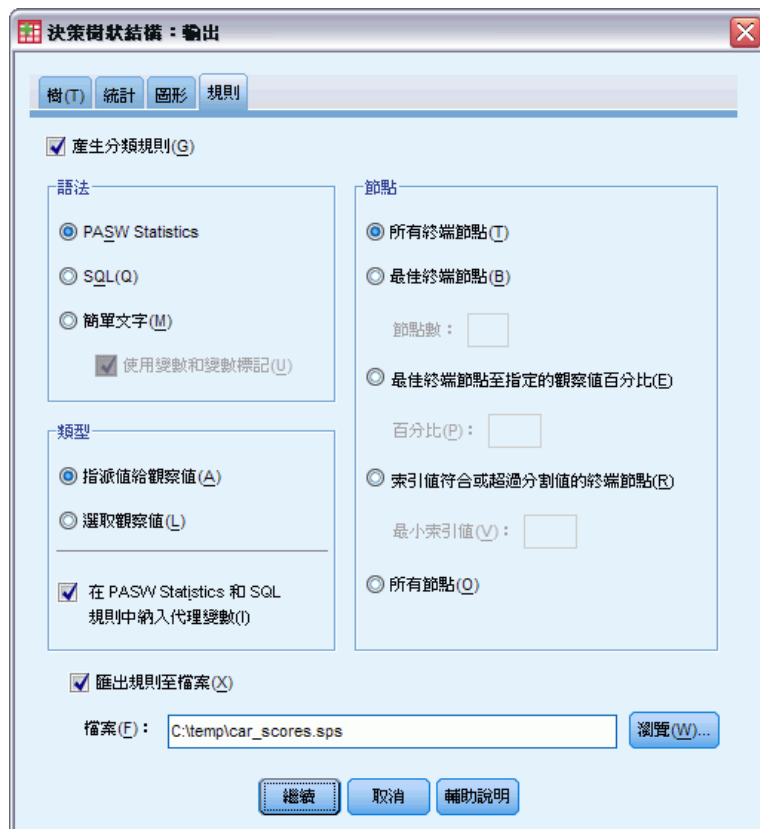 決策樹狀結構：輸出
樹(T) 統計 圖形 規則
產生分類規則(G)
語法
PASW Statistics
SQL(Q)
簡單文字(M)
使用變數和變數標記(U)
類型
指派值給觀察值(A)
選取觀察值(L)
在 PASW Statistics 和 SQL
規則中納入代理變數(I)
節點
所有終端節點(T)
最佳終端節點(B)
節點數：
最佳終端節點至指定的觀察值百分比(E)
百分比(P)：
索引值符合或超過分割值的終端節點(R)
最小索引值(V)：
所有節點(O)
匯出規則至檔案(X)
檔案(F)： C:\temp\car_scores.sps 瀏覽(W)...
繼續 取消 輔助說明